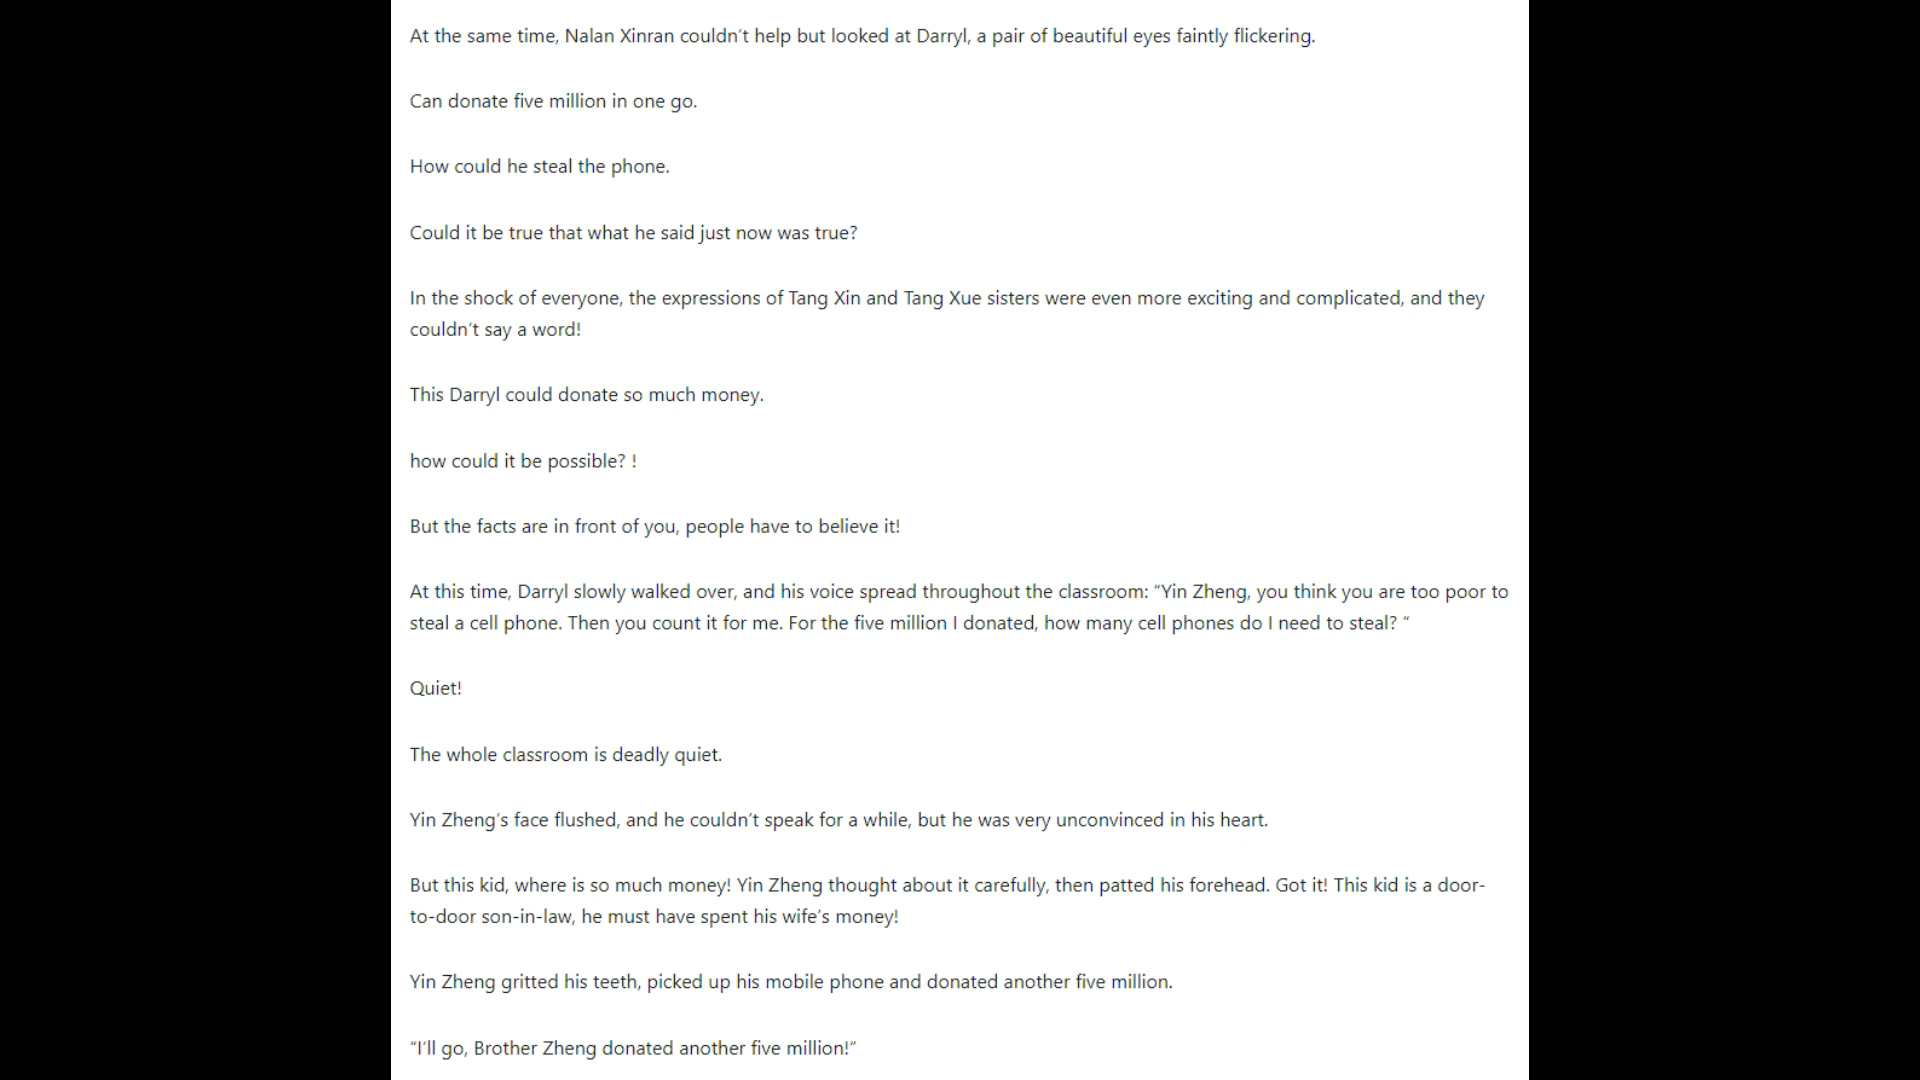 At the same time, Nalan Xinran couldn’t help but looked at Darryl, a pair of beautiful eyes faintly flickering.
Can donate five million in one go.
How could he steal the phone.
Could it be true that what he said just now was true?
In the shock of everyone, the expressions of Tang Xin and Tang Xue sisters were even more exciting and complicated, and they
couldn’t say a word!
This Darryl could donate so much money.
how could it be possible? !
But the facts are in front of you, people have to believe it!
At this time, Darryl slowly walked over, and his voice spread throughout the classroom: “Yin Zheng, you think you are too poor to
steal a cell phone. Then you count it for me. For the five million I donated, how many cell phones do I need to steal? “
Quiet!
The whole classroom is deadly quiet.
Yin Zheng’s face flushed, and he couldn’t speak for a while, but he was very unconvinced in his heart.
But this kid, where is so much money! Yin Zheng thought about it carefully, then patted his forehead. Got it! This kid is a door-
to-door son-in-law, he must have spent his wife’s money!
Yin Zheng gritted his teeth, picked up his mobile phone and donated another five million.
“I’ll go, Brother Zheng donated another five million!”